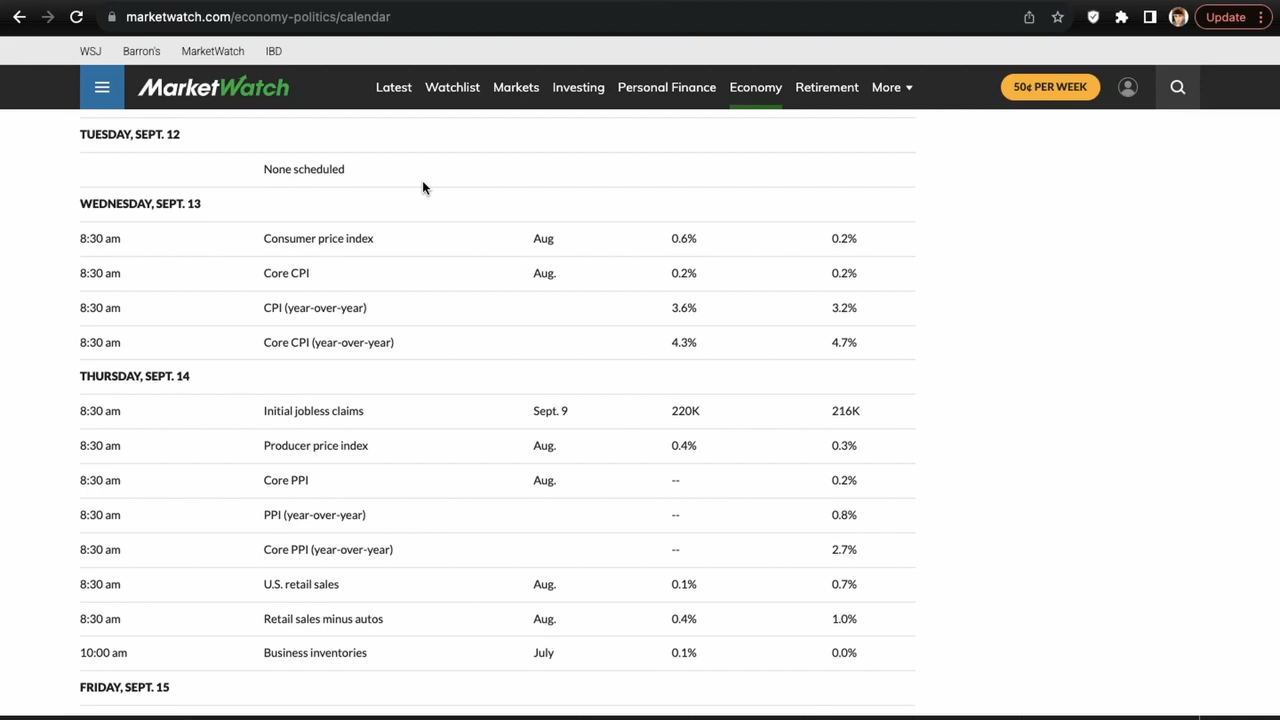 marketwatch.com/economy-politics/calendar
Update
WSJ Barron's MarketWatch IBD
MarketWatch Latest Watchlist Markets Investing Personal Finance Economy Retirement More 50¢ PER WEEK
TUESDAY, SEPT. 12
None scheduled
WEDNESDAY, SEPT. 13
8:30 am Consumer price index Aug 0.6% 0.2%
8:30 am Core CPI Aug. 0.2% 0.2%
8:30 am CPI (year-over-year) 3.6% 3.2%
8:30 am Core CPI (year-over-year) 4.3% 4.7%
THURSDAY, SEPT. 14
8:30 am Initial jobless claims Sept. 9 220K 216K
8:30 am Producer price index Aug. 0.4% 0.3%
8:30 am Core PPI Aug. -- 0.2%
8:30 am PPI (year-over-year) -- 0.8%
8:30 am Core PPI (year-over-year) -- 2.7%
8:30 am U.S. retail sales Aug. 0.1% 0.7%
8:30 am Retail sales minus autos Aug. 0.4% 1.0%
10:00 am Business inventories July 0.1% 0.0%
FRIDAY, SEPT. 15